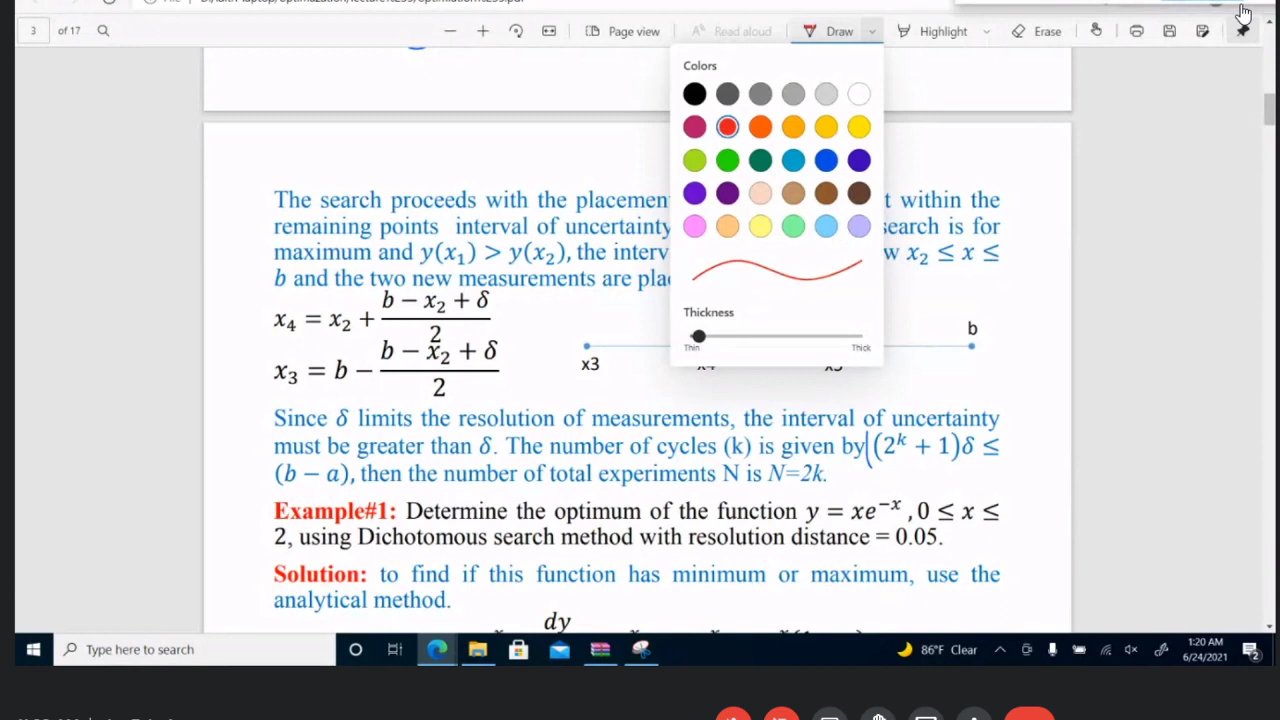 3 of 17
Page view
Read aloud
Draw
Highlight
Erase
Colors
Thickness
Thin
Thick
The search proceeds with the placement within the
remaining points interval of uncertainty search is for
maximum and y(x₁) > y(x₂), the interv w x₂ ≤ x ≤
b and the two new measurements are pla
x₄ = x₂ + (b − x₂ + δ)/2
x₃ = b − (b − x₂ + δ)/2
b
x3
Since δ limits the resolution of measurements, the interval of uncertainty
must be greater than δ. The number of cycles (k) is given by (2ᵏ + 1)δ ≤
(b − a), then the number of total experiments N is N=2k.
Example#1: Determine the optimum of the function y = xe⁻ˣ ,0 ≤ x ≤
2, using Dichotomous search method with resolution distance = 0.05.
Solution: to find if this function has minimum or maximum, use the
analytical method.
dy
Type here to search
86°F Clear
1:20 AM
6/24/2021
2